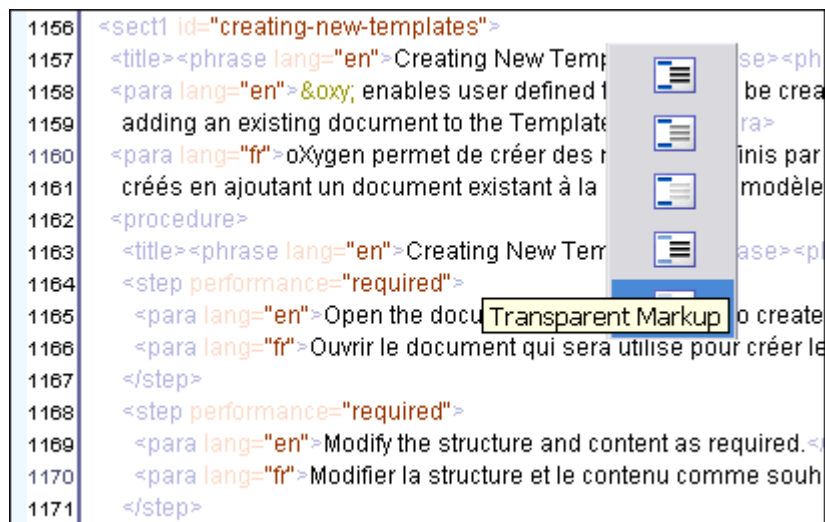 1156 <sect1 id="creating-new-templates">
1157 <title><phrase lang="en">Creating New Temp se><ph
1158 <para lang="en">&oxy; enables user defined be crea
1159 adding an existing document to the Template ra>
1160 <para lang="fr">oXygen permet de créer des inis par
1161 créés en ajoutant un document existant à la modèle
1162 <procedure>
1163 <title><phrase lang="en">Creating New Tem ase><pl
1164 <step performance="required">
1165 <para lang="en">Open the docu Transparent Markup o create
1166 <para lang="fr">Ouvrir le document qui sera utilisé pour créer le
1167 </step>
1168 <step performance="required">
1169 <para lang="en">Modify the structure and content as required.</
1170 <para lang="fr">Modifier la structure et le contenu comme souh
1171 </step>